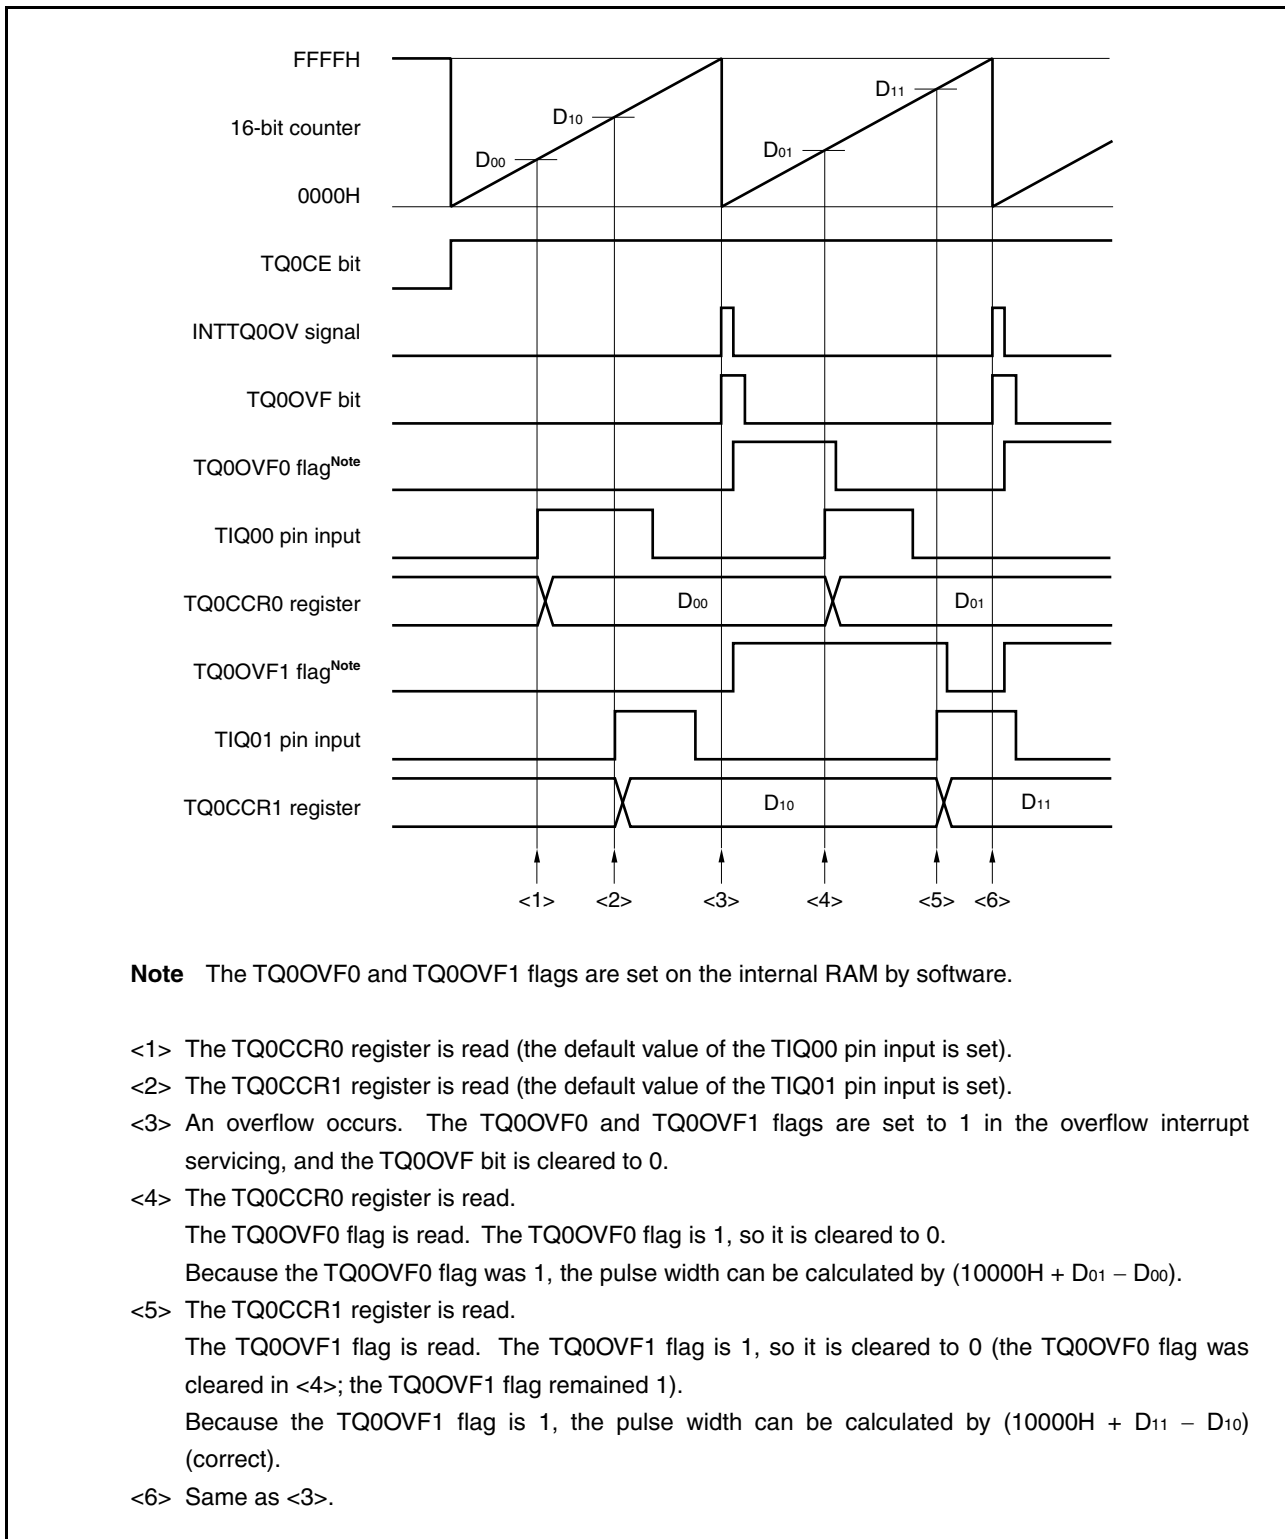 FFFFH
D11
D10
16-bit counter
D01
D00
0000H
TQ0CE bit
INTTQ0OV signal
TQ0OVF bit
TQ0OVF0 flagNote
TIQ00 pin input
TQ0CCR0 register
D00
D01
TQ0OVF1 flagNote
TIQ01 pin input
TQ0CCR1 register
D10
D11
<1> <2> <3> <4> <5> <6>
Note The TQ0OVF0 and TQ0OVF1 flags are set on the internal RAM by software.
<1> The TQ0CCR0 register is read (the default value of the TIQ00 pin input is set).
<2> The TQ0CCR1 register is read (the default value of the TIQ01 pin input is set).
<3> An overflow occurs. The TQ0OVF0 and TQ0OVF1 flags are set to 1 in the overflow interrupt
servicing, and the TQ0OVF bit is cleared to 0.
<4> The TQ0CCR0 register is read.
The TQ0OVF0 flag is read. The TQ0OVF0 flag is 1, so it is cleared to 0.
Because the TQ0OVF0 flag was 1, the pulse width can be calculated by (10000H + D01 − D00).
<5> The TQ0CCR1 register is read.
The TQ0OVF1 flag is read. The TQ0OVF1 flag is 1, so it is cleared to 0 (the TQ0OVF0 flag was
cleared in <4>; the TQ0OVF1 flag remained 1).
Because the TQ0OVF1 flag is 1, the pulse width can be calculated by (10000H + D11 − D10)
(correct).
<6> Same as <3>.